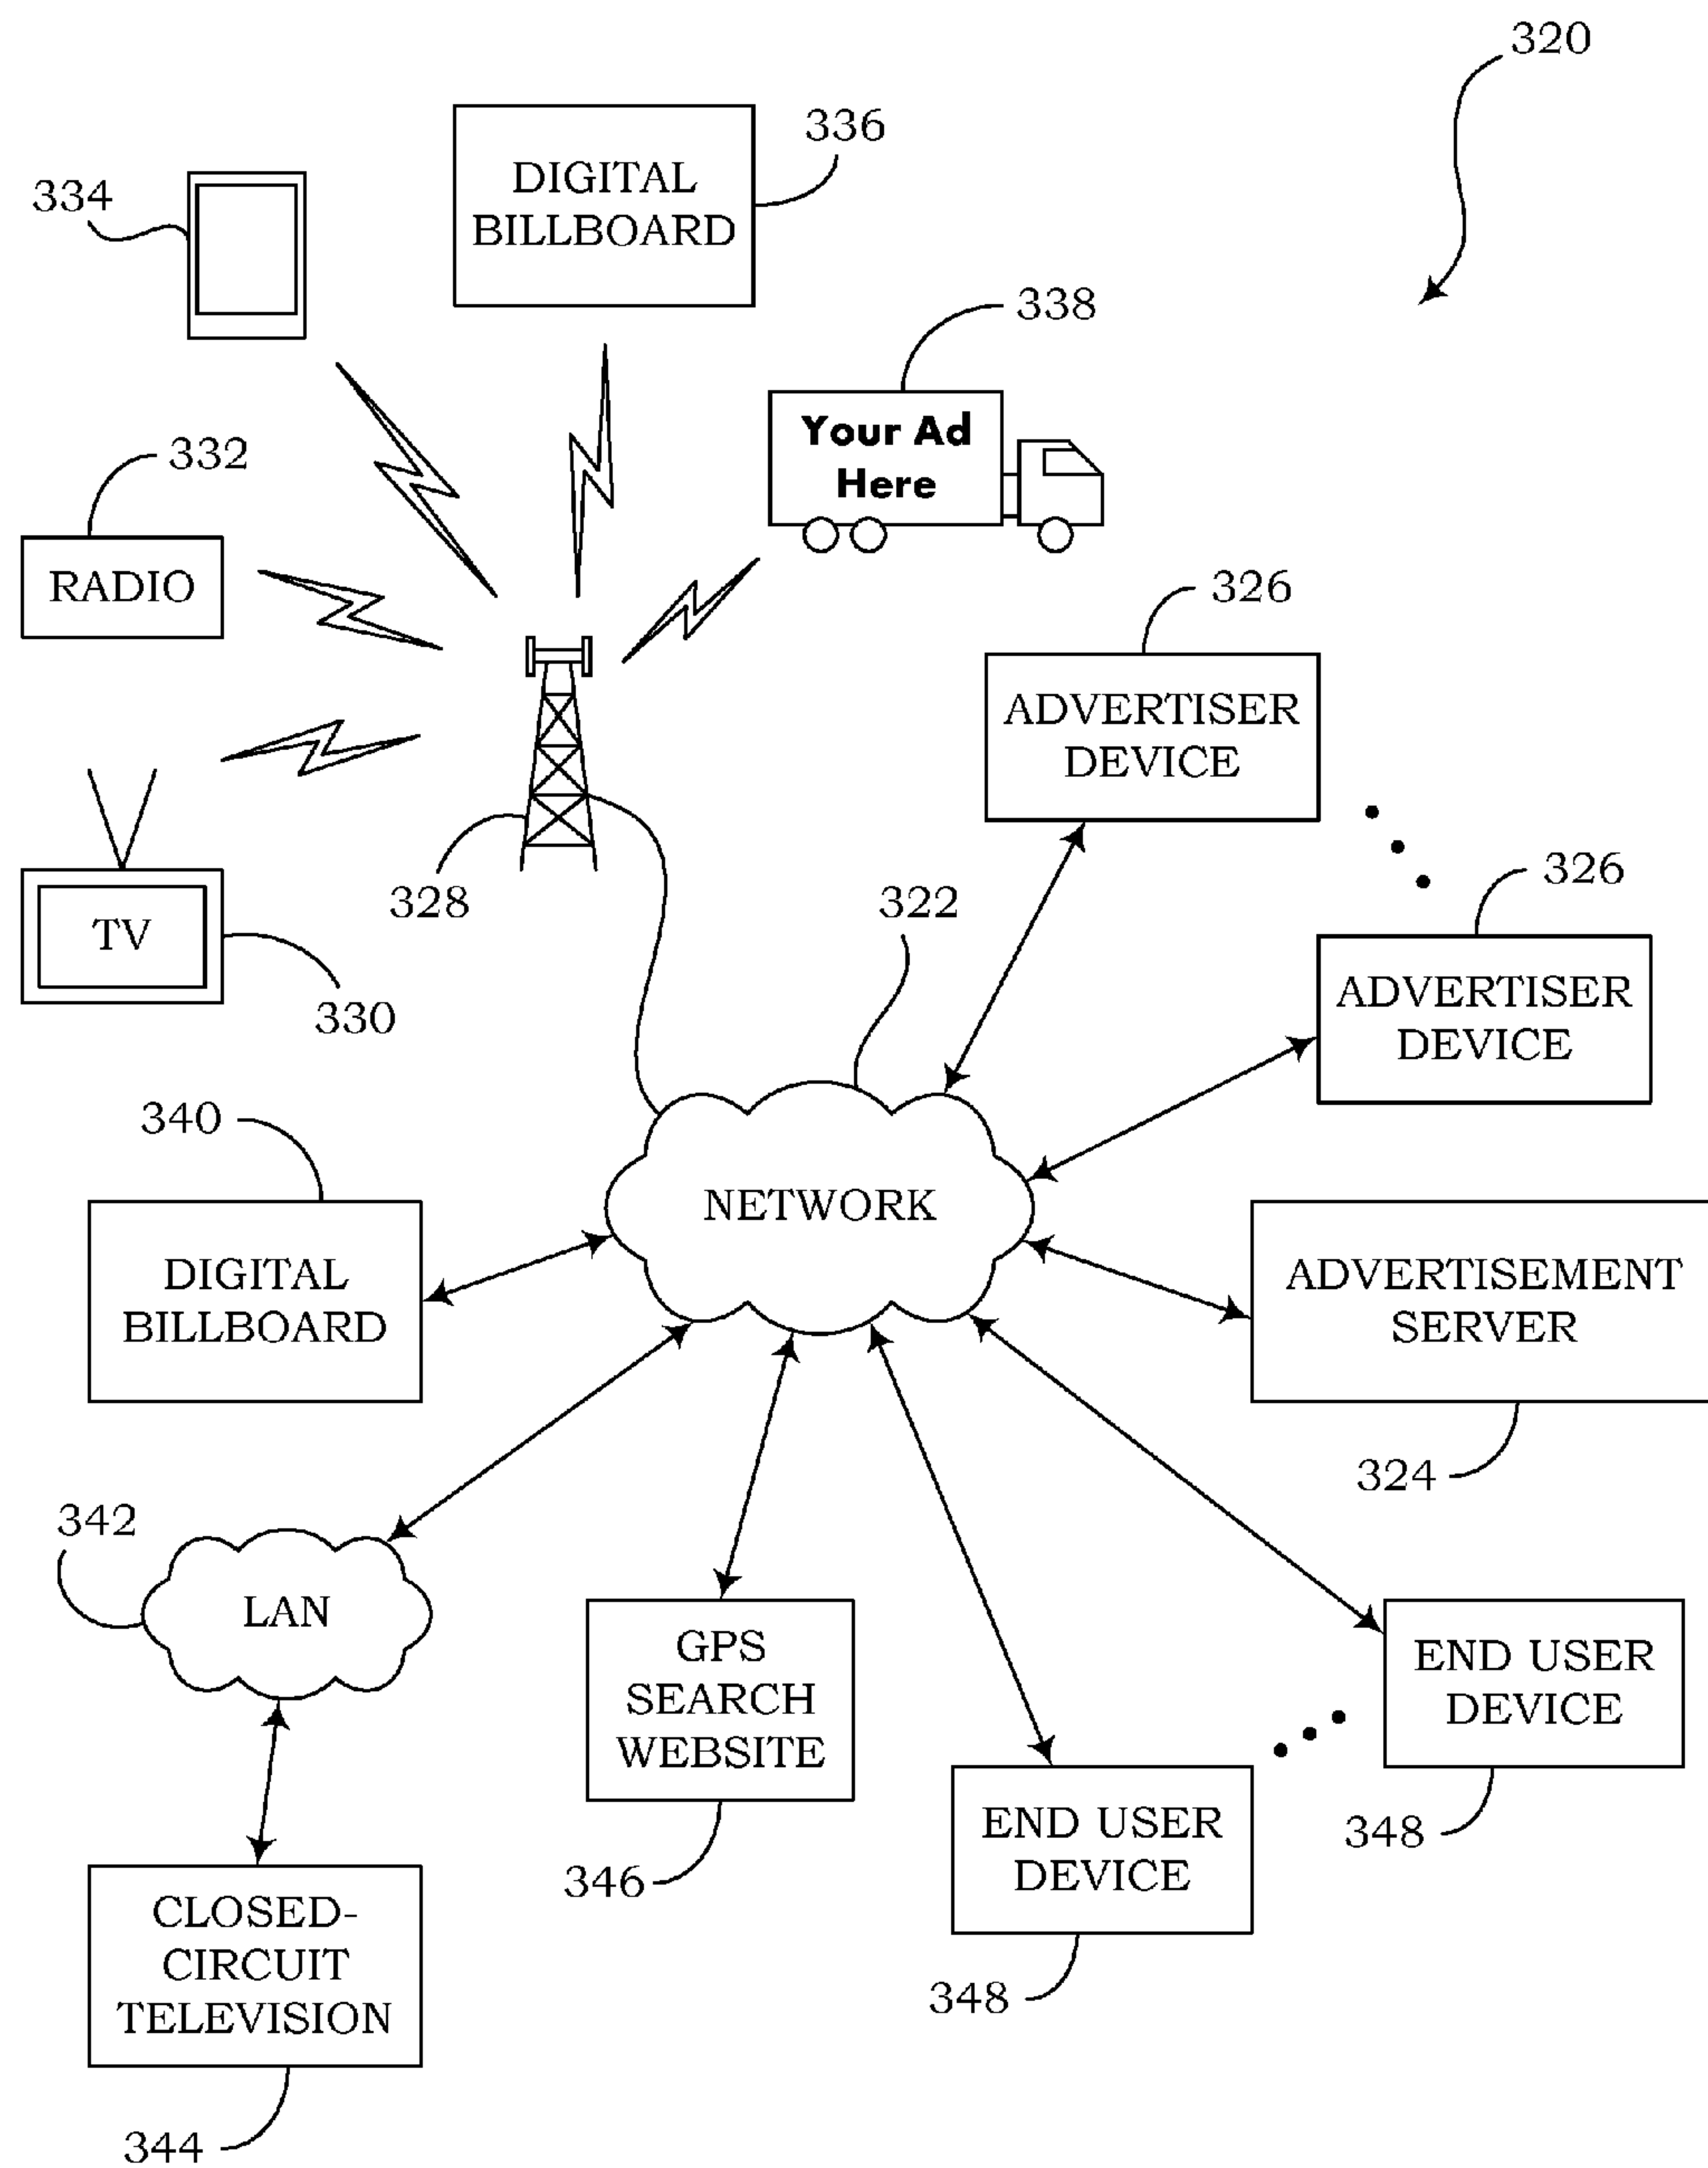 320
336
DIGITAL
BILLBOARD
334
338
Your Ad
Here
332
RADIO
326
ADVERTISER
DEVICE
326
328
322
TV
ADVERTISER
DEVICE
330
340
NETWORK
DIGITAL
BILLBOARD
ADVERTISEMENT
SERVER
324
342
LAN
GPS
SEARCH
WEBSITE
END USER
DEVICE
END USER
DEVICE
348
346
CLOSED-
CIRCUIT
TELEVISION
348
344